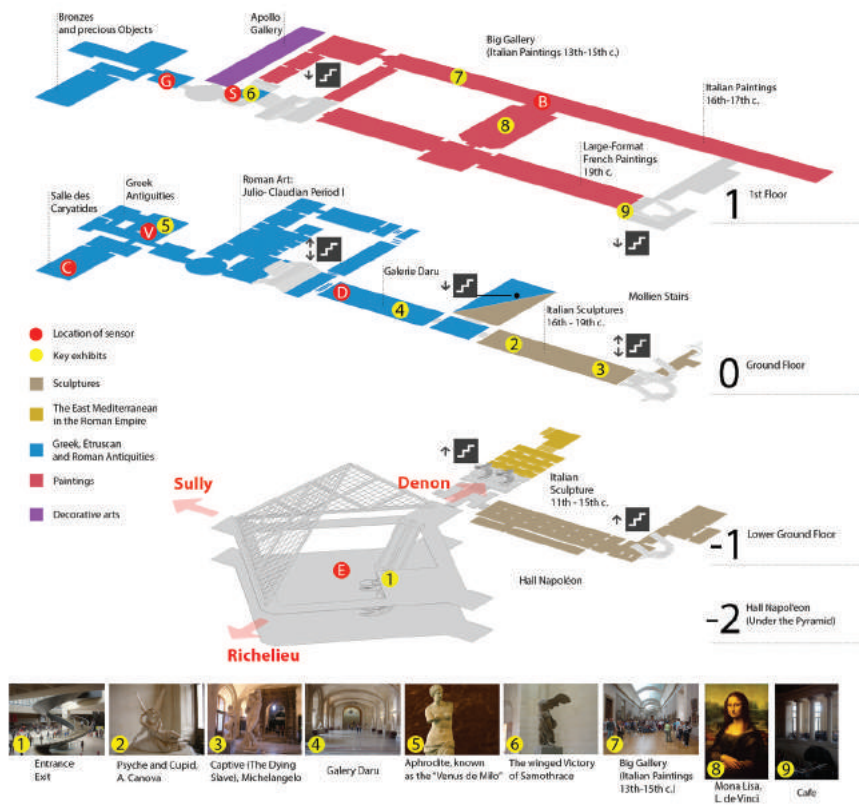 Bronzes
and precious Objects
Apollo
Gallery
Big Gallery
(Italian Paintings 13th-15th c.)
G
S
6
7
B
8
Italian Paintings
16th-17th c.
Large-Format
French Paintings
19th c.
9
1
1st Floor
Salle des
Caryatides
Greek
Antiguities
Roman Art:
Julio- Claudian Period I
V
5
C
D
Galerie Daru
4
Mollien Stairs
Italian Sculptures
16th - 19th c.
2
3
0
Ground Floor
Location of sensor
Key exhibits
Sculptures
The East Mediterranean
in the Roman Empire
Greek, Etruscan
and Roman Antiquities
Paintings
Decorative arts
Sully
Denon
Italian
Sculpture
11th - 15th c.
-1
Lower Ground Floor
E
1
Hall Napoléon
-2
Hall Napol'eon
(Under the Pyramid)
Richelieu
1
Entrance
Exit
2
Psyche and Cupid,
A. Canova
3
Captive (The Dying
Slave), Michelangelo
4
Galery Daru
5
Aphrodite, known
as the "Venus de Milo"
6
The winged Victory
of Samothrace
7
Big Gallery
(Italian Paintings
13th-15th c.)
8
Mona Lisa,
L. de Vinci
9
Cafe